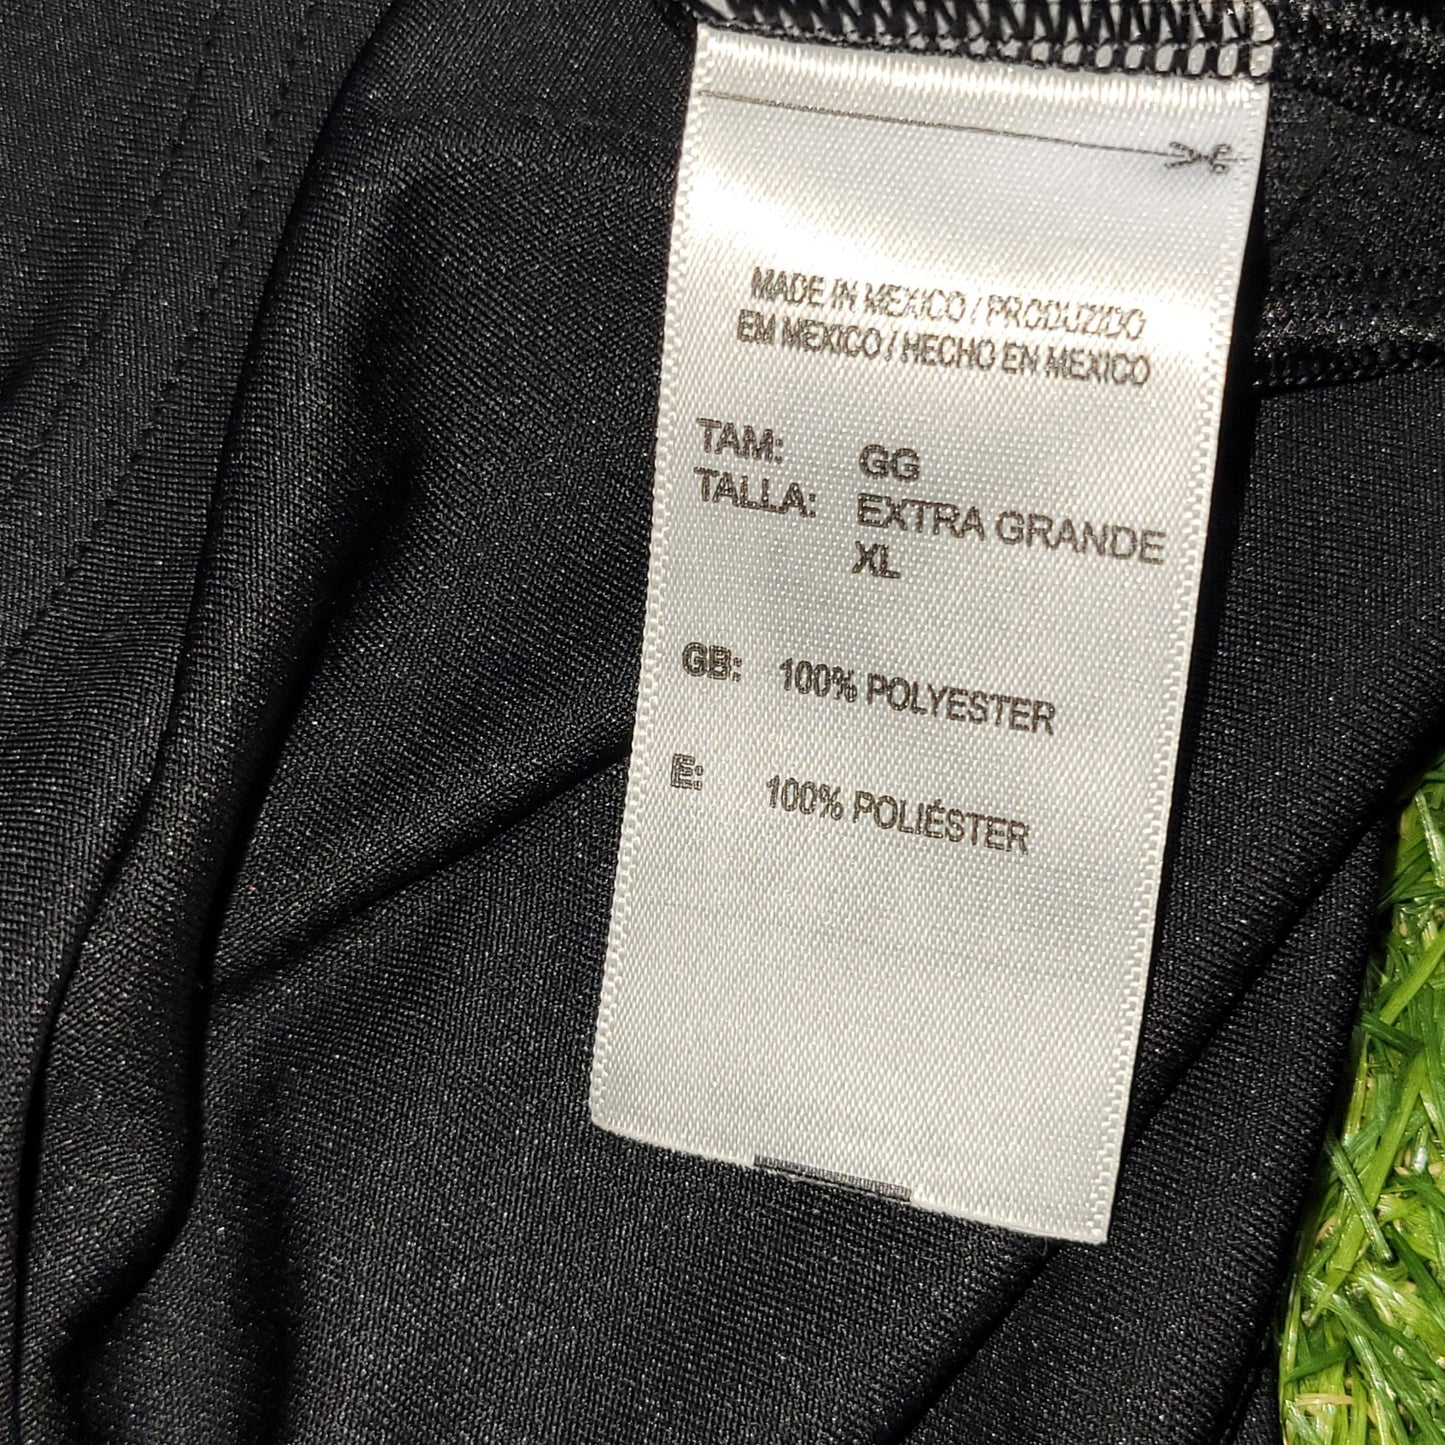 MADE IN MEXICO / PRODUZIDO
EM MEXICO / HECHO EN MEXICO
TAM: GG
TALLA: EXTRA GRANDE
XL
GB: 100% POLYESTER
E: 100% POLIÉSTER